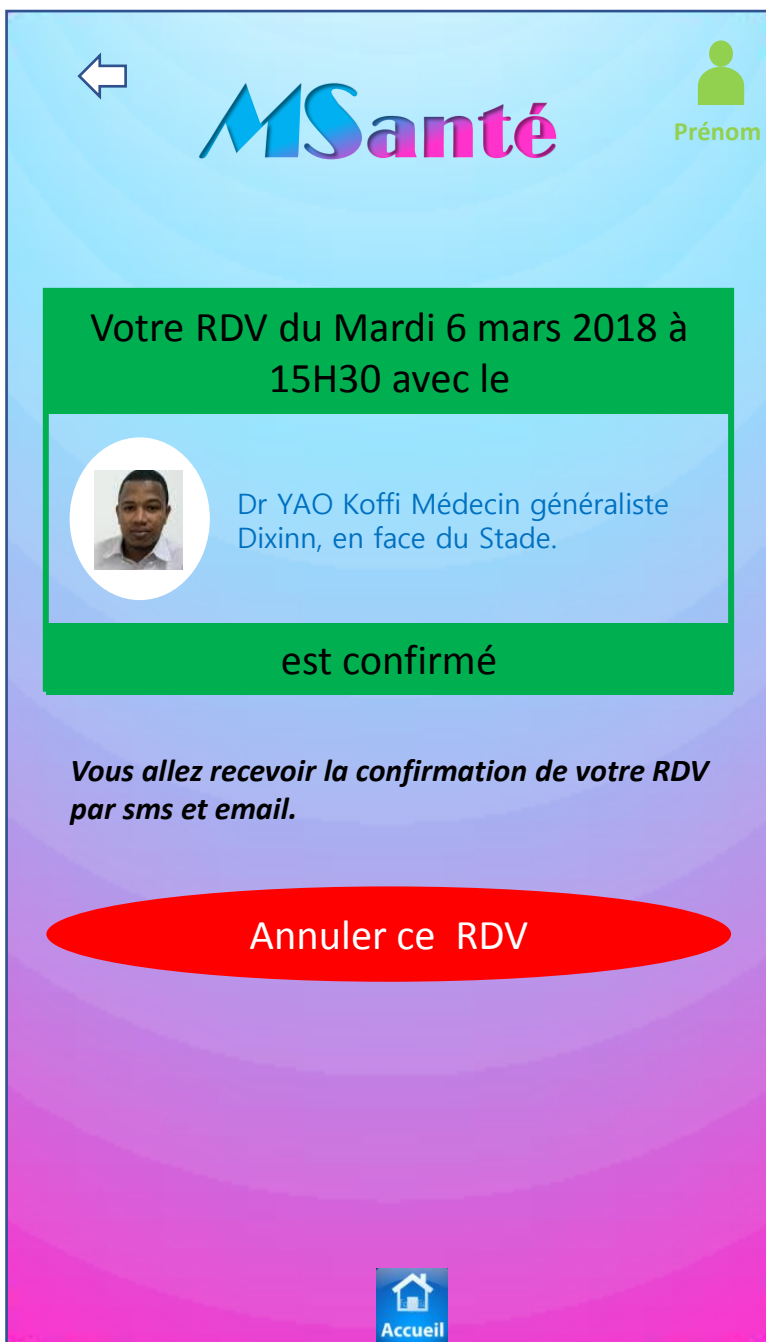 MSanté
Prénom
Votre RDV du Mardi 6 mars 2018 à
15H30 avec le
Dr YAO Koffi Médecin généraliste
Dixinn, en face du Stade.
est confirmé
Vous allez recevoir la confirmation de votre RDV
par sms et email.
Annuler ce  RDV
Accueil